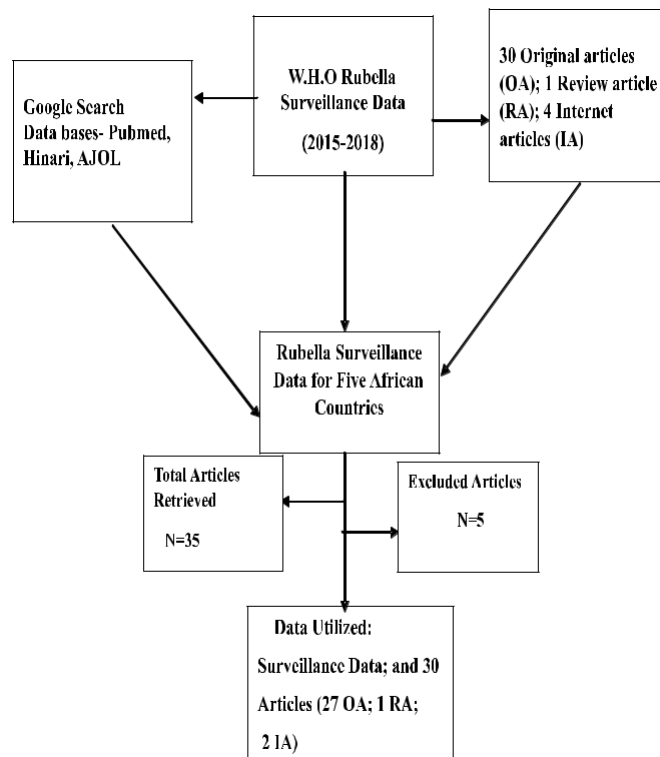 Google Search
Data bases- Pubmed,
Hinari, AJOL
W.H.O Rubella
Surveillance Data
(2015-2018)
30 Original articles
(OA); 1 Review article
(RA); 4 Internet
articles (IA)
Rubella Surveillance
Data for Five African
Countries
Total Articles
Retrieved
N=35
Excluded Articles
N=5
Data Utilized:
Surveillance Data; and 30
Articles (27 OA; 1 RA;
2 IA)